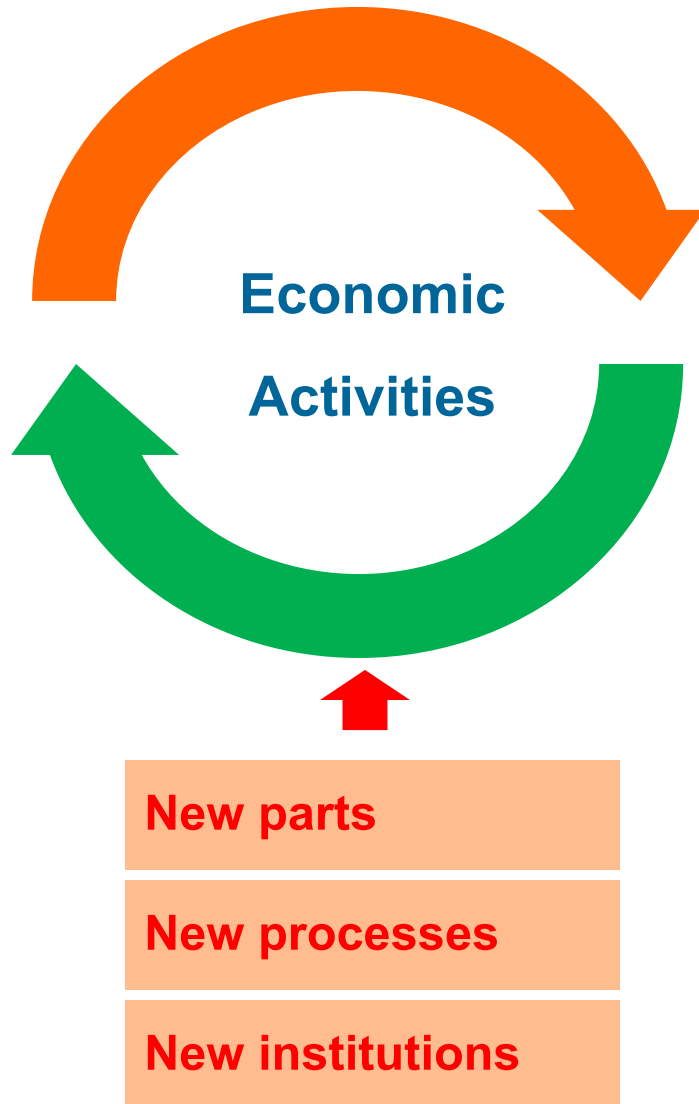 Economic
Activities
New parts
New processes
New institutions